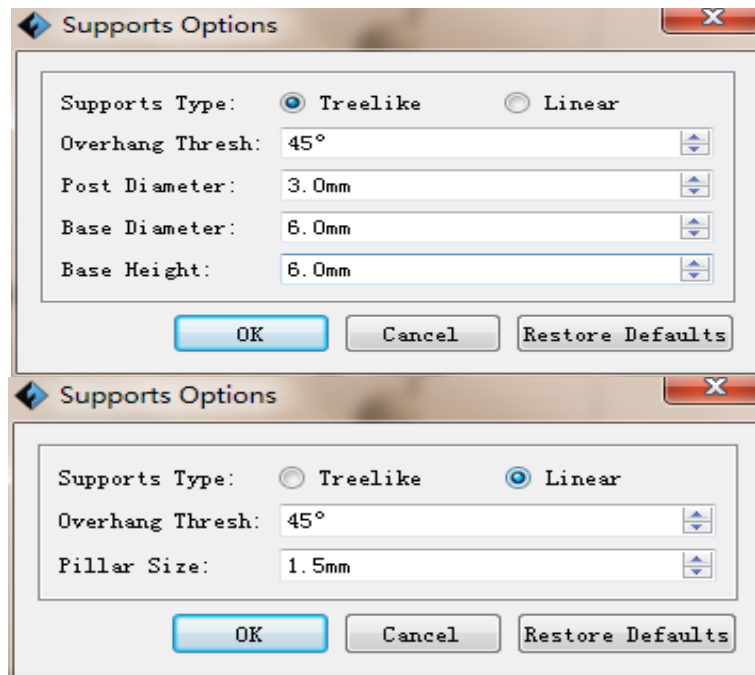 Supports Options
Supports Type: Treelike Linear
Overhang Thresh: 45°
Post Diameter: 3.0mm
Base Diameter: 6.0mm
Base Height: 6.0mm
OK Cancel Restore Defaults
Supports Options
Supports Type: Treelike Linear
Overhang Thresh: 45°
Pillar Size: 1.5mm
OK Cancel Restore Defaults